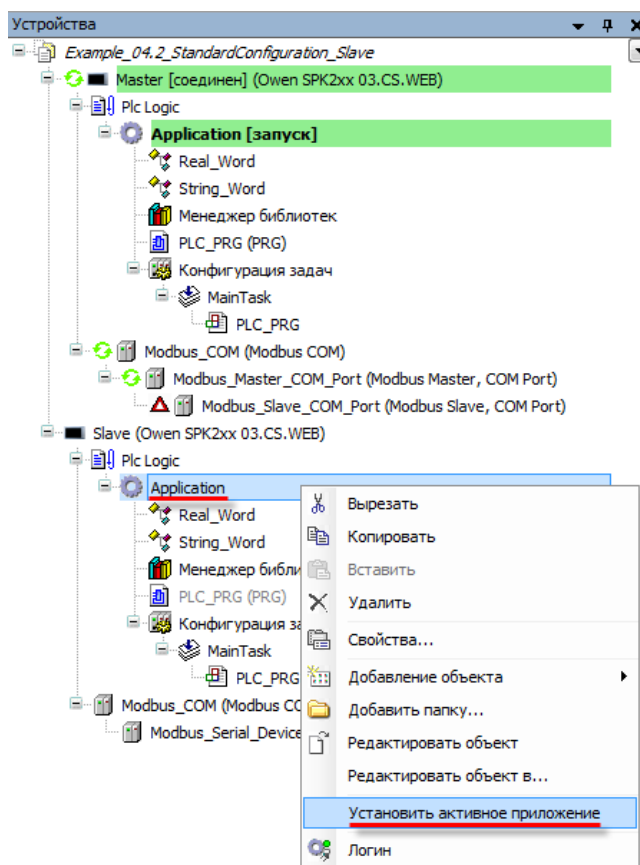 Устройства
Example_04.2_StandardConfiguration_Slave
Master [соединен] (Owen SPK2xx 03.CS.WEB)
Plc Logic
Application [запуск]
Real_Word
String_Word
Менеджер библиотек
PLC_PRG (PRG)
Конфигурация задач
MainTask
PLC_PRG
Modbus_COM (Modbus COM)
Modbus_Master_COM_Port (Modbus Master, COM Port)
Modbus_Slave_COM_Port (Modbus Slave, COM Port)
Slave (Owen SPK2xx 03.CS.WEB)
Plc Logic
Application
Real_Word
String_Word
Менеджер библи
PLC_PRG (PRG)
Конфигурация за
MainTask
PLC_PRG
Modbus_COM (Modbus CO
Modbus_Serial_Device
Вырезать
Копировать
Вставить
Удалить
Свойства...
Добавление объекта
Добавить папку...
Редактировать объект
Редактировать объект в...
Установить активное приложение
Логин